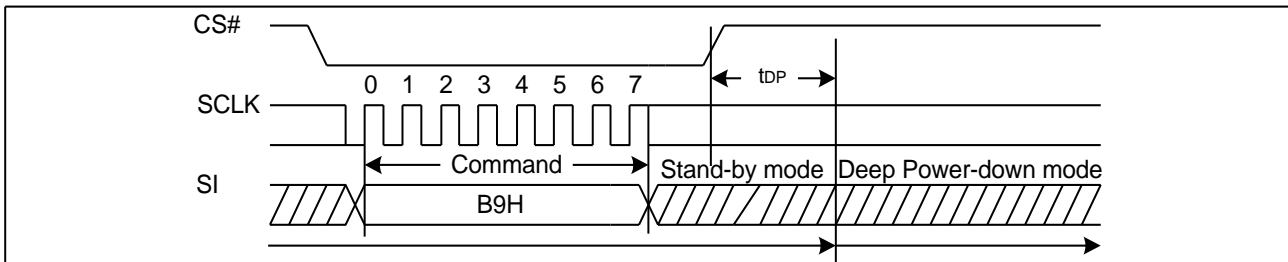 CS#
tDP
0 1 2 3 4 5 6 7
SCLK
Command
Stand-by mode Deep Power-down mode
SI
B9H